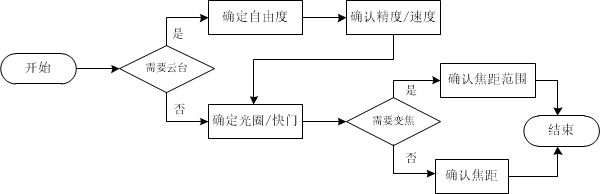 开始
需要云台
是
确定自由度
确认精度/速度
否
确定光圈/快门
需要变焦
是
确认焦距范围
否
确认焦距
结束